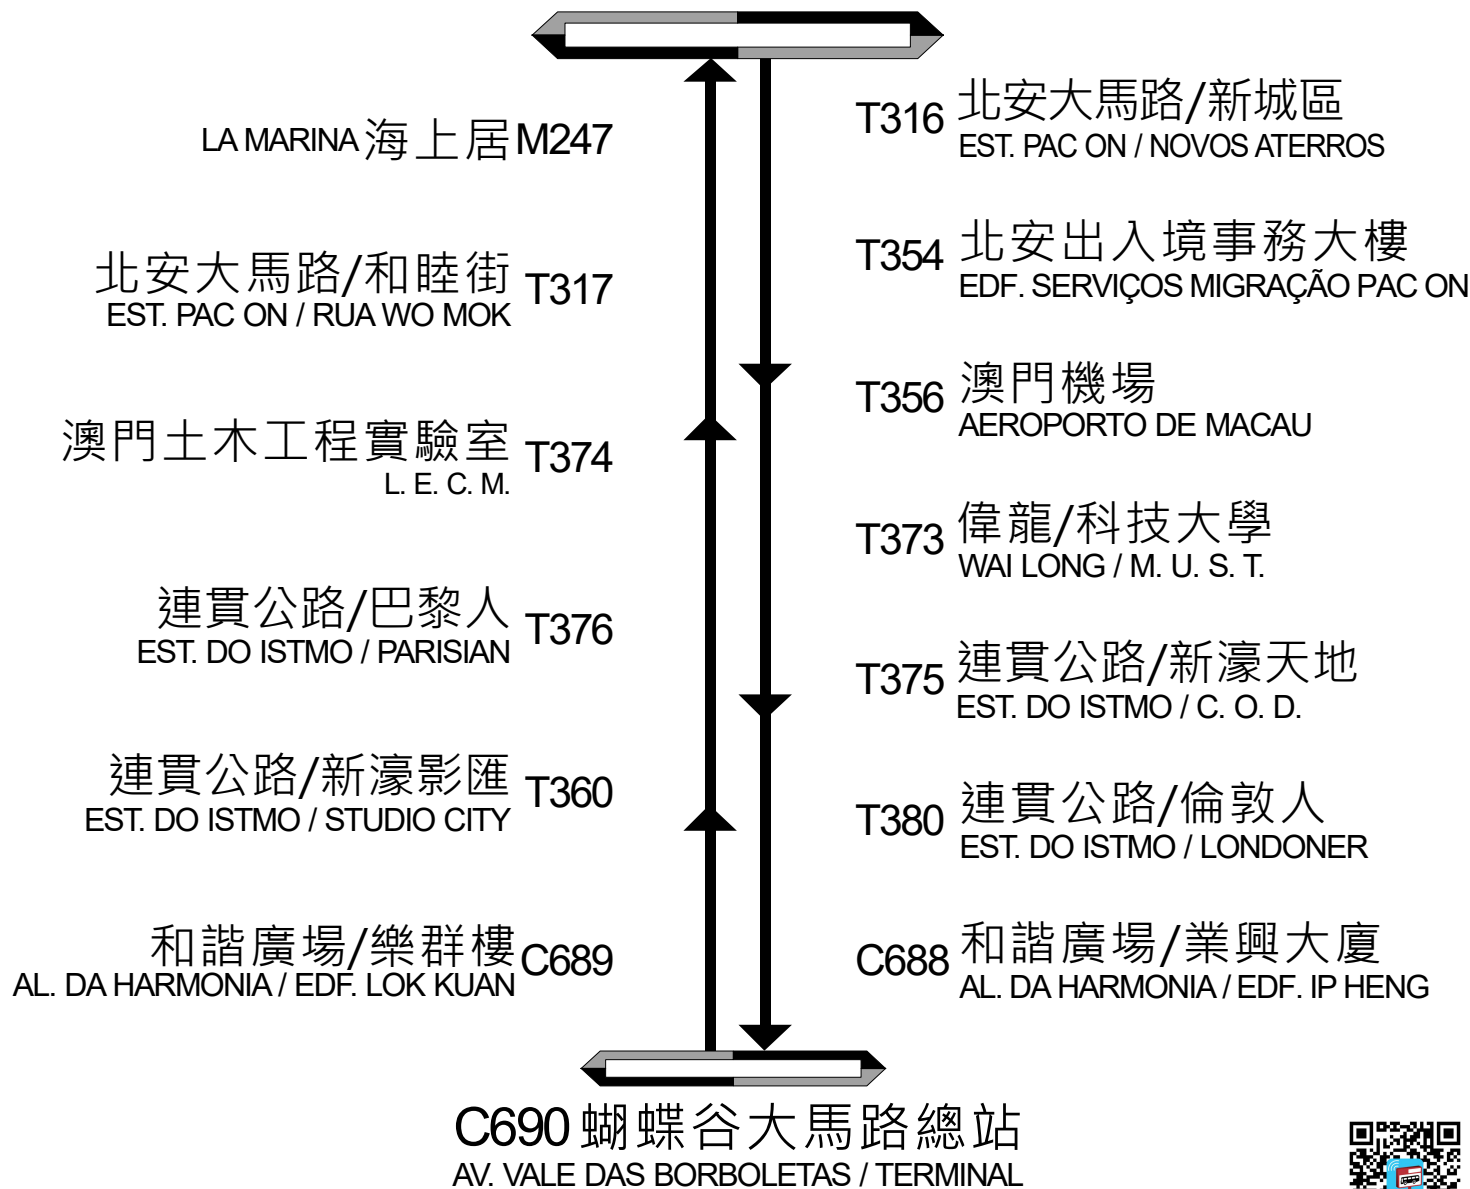 LA MARINA 海上居 M247
北安大馬路/和睦街 T317
EST. PAC ON / RUA WO MOK
澳門土木工程實驗室 T374
L. E. C. M.
連貫公路/巴黎人 T376
EST. DO ISTMO / PARISIAN
連貫公路/新濠影匯 T360
EST. DO ISTMO / STUDIO CITY
和諧廣場/樂群樓 C689
AL. DA HARMONIA / EDF. LOK KUAN
T316 北安大馬路/新城區
EST. PAC ON / NOVOS ATERROS
T354 北安出入境事務大樓
EDF. SERVIÇOS MIGRAÇÃO PAC ON
T356 澳門機場
AEROPORTO DE MACAU
T373 偉龍/科技大學
WAI LONG / M. U. S. T.
T375 連貫公路/新濠天地
EST. DO ISTMO / C. O. D.
T380 連貫公路/倫敦人
EST. DO ISTMO / LONDONER
C688 和諧廣場/業興大廈
AL. DA HARMONIA / EDF. IP HENG
C690 蝴蝶谷大馬路總站
AV. VALE DAS BORBOLETAS / TERMINAL